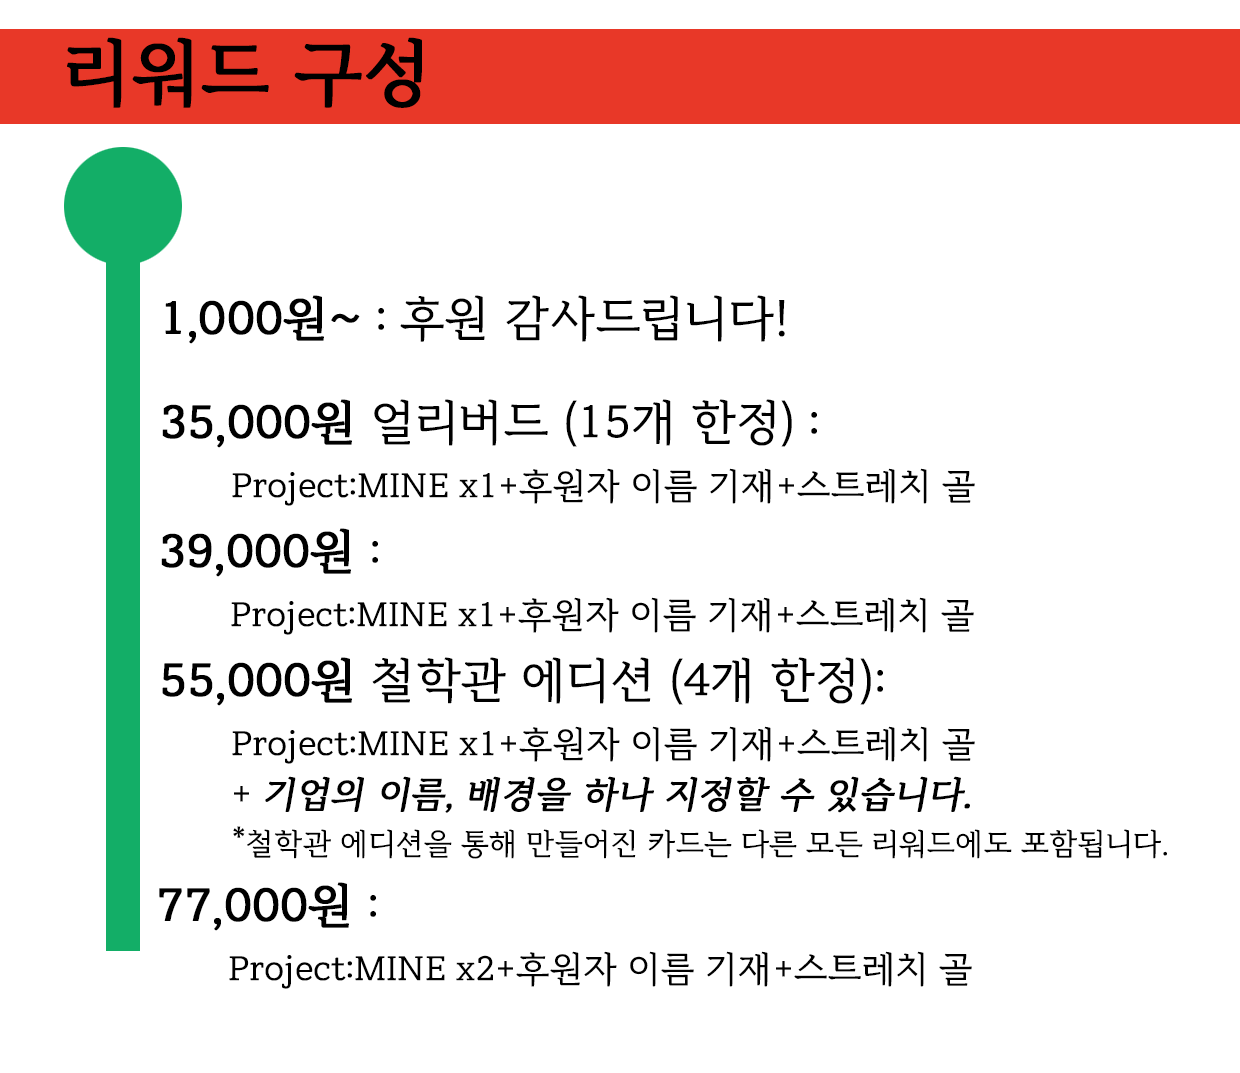 리워드 구성
1,000원~ : 후원 감사드립니다!
35,000원 얼리버드 (15개 한정) :
Project:MINE x1+후원자 이름 기재+스트레치 골
39,000원 :
Project:MINE x1+후원자 이름 기재+스트레치 골
55,000원 철학관 에디션 (4개 한정):
Project:MINE x1+후원자 이름 기재+스트레치 골
+ 기업의 이름, 배경을 하나 지정할 수 있습니다.
*철학관 에디션을 통해 만들어진 카드는 다른 모든 리워드에도 포함됩니다.
77,000원 :
Project:MINE x2+후원자 이름 기재+스트레치 골